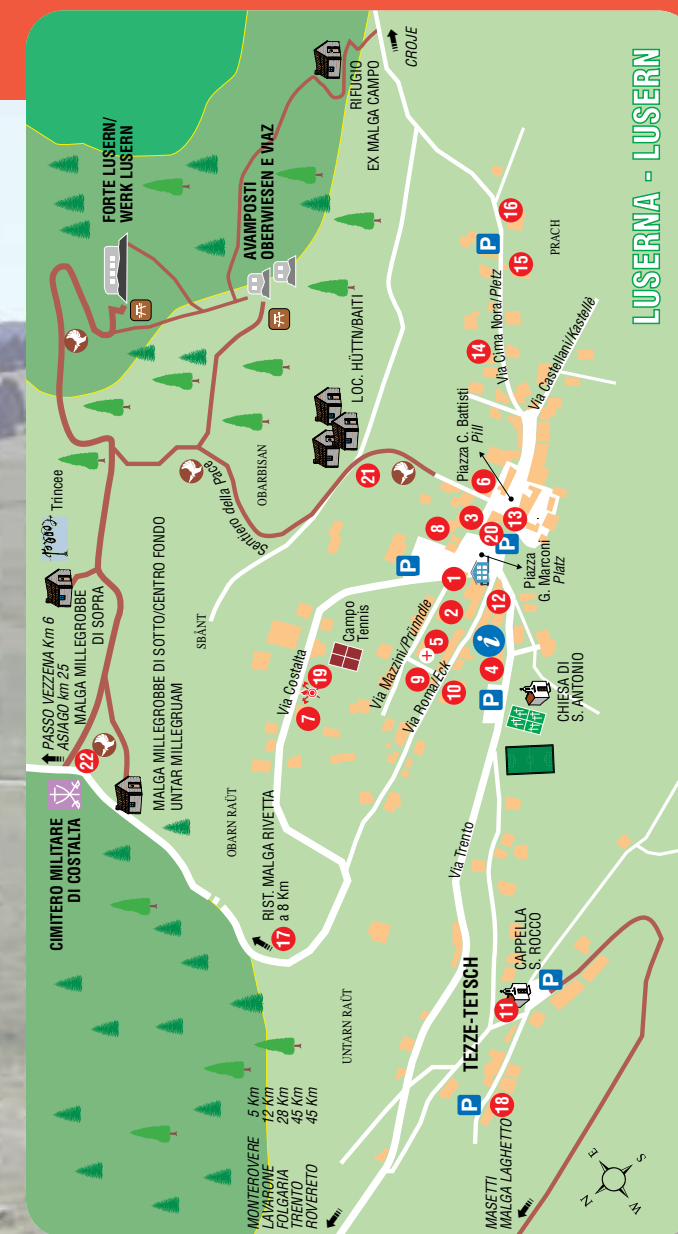 LUSERNA - LUSERN
CIMITERO MILITARE
DI COSTALTA
PASSO VEZZENA Km 6
ASIAGO km 25
22
MALGA MILLEGROBBE
DI SOPRA
Trincee
MALGA MILLEGROBBE DI SOTTO/CENTRO FONDO
UNTAR MILLEGRUAM
FORTE LUSERN/
WERK LUSERN
AVAMPOSTI
OBERWIESEN E VIAZ
RIFUGIO
EX MALGA CAMPO
CROJE
LOC. HÜTTN/BAITI
OBARBISAN
Sentiero della Pace
21
SBÅNT
OBARN RAÜT
RIST. MALGA RIVETTA
17
a 8 Km
UNTARN RAÜT
MONTEROVERE 5 Km
LAVARONE 12 Km
FOLGARIA 28 Km
TRENTO 45 Km
ROVERETO 45 Km
Via Costalta
7
19
Campo
Tennis
P
8
3
6
Piazza C. Battisti
Pill
20
P
13
1
Piazza
G. Marconi
Platz
Via Mazzini/Prünndle
2
5
9
Via Roma/Eck
10
12
i
4
P
CHIESA DI
S. ANTONIO
14
Via Cima Nora/Pletz
P
15
16
PRACH
Via Castellani/Kastellè
Via Trento
TEZZE-TETSCH
11
CAPPELLA
S. ROCCO
P
P
18
MASETTI
MALGA LAGHETTO
N
E
S
W